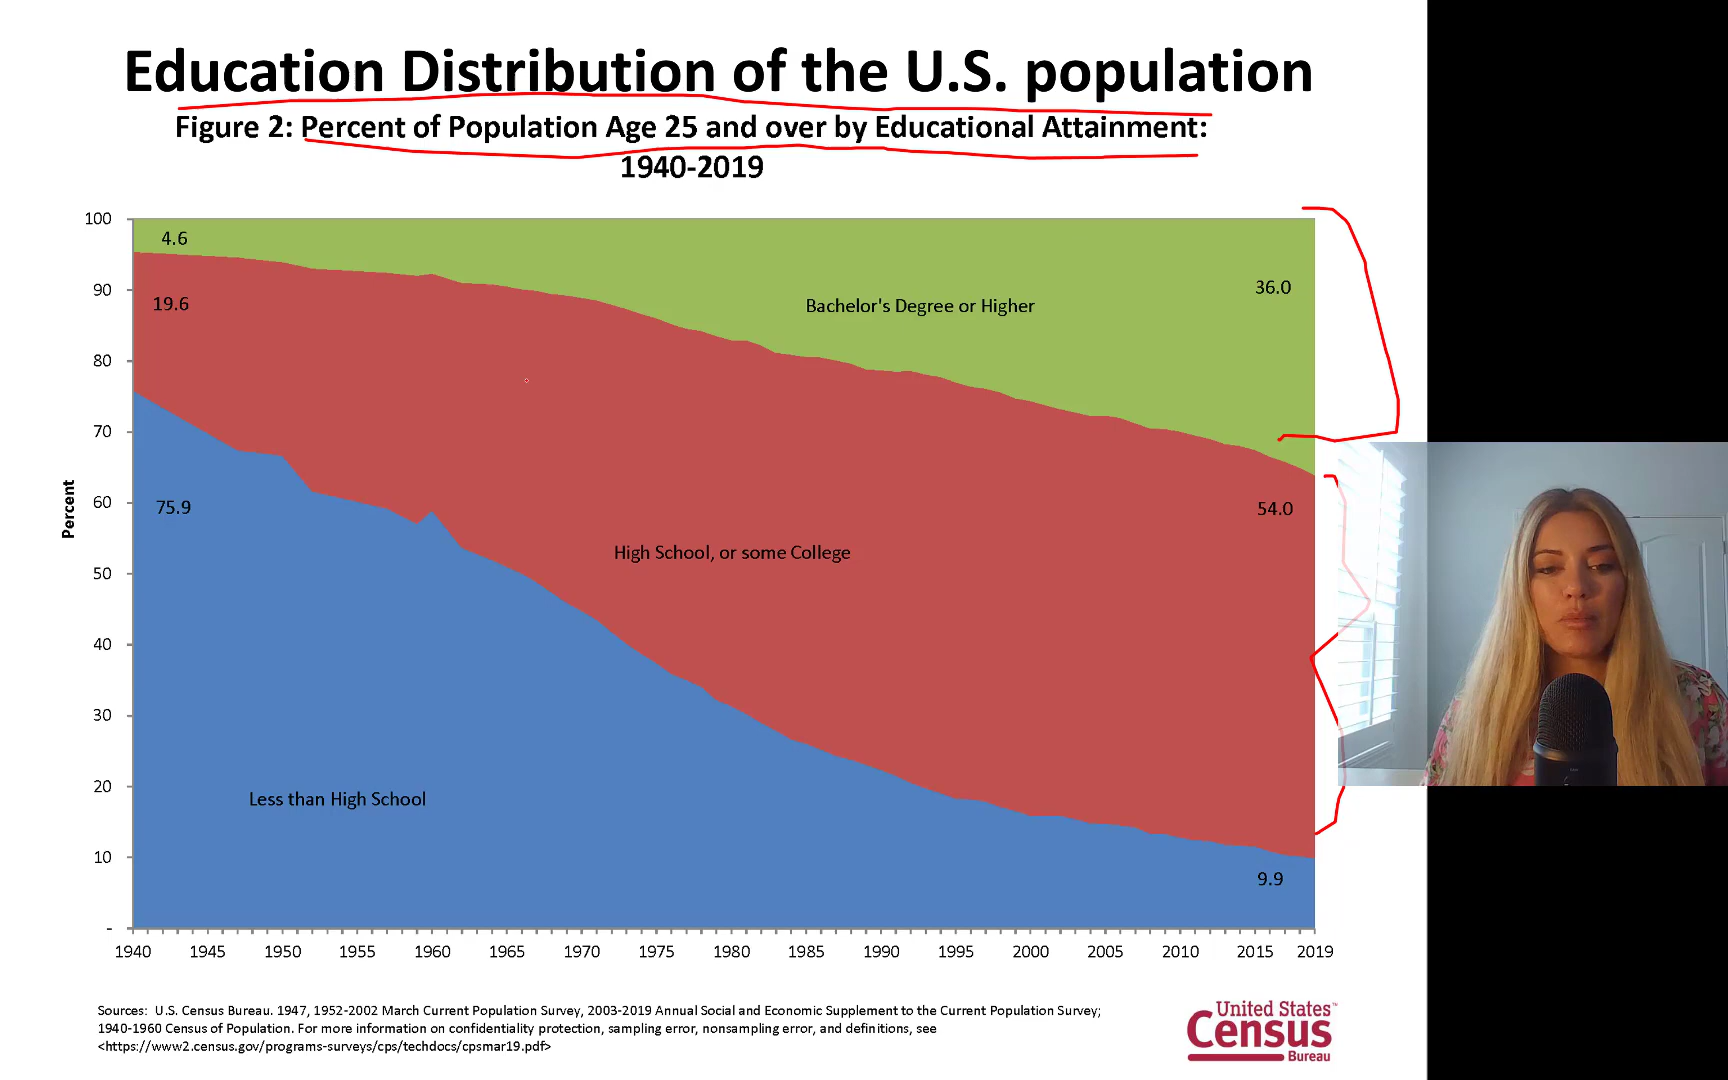 Education Distribution of the U.S. population
Figure 2: Percent of Population Age 25 and over by Educational Attainment:
1940-2019
100
90
80
70
60
50
40
30
20
10
-
Percent
4.6
19.6
75.9
Bachelor's Degree or Higher
High School, or some College
Less than High School
36.0
54.0
9.9
1940 1945 1950 1955 1960 1965 1970 1975 1980 1985 1990 1995 2000 2005 2010 2015 2019
Sources: U.S. Census Bureau. 1947, 1952-2002 March Current Population Survey, 2003-2019 Annual Social and Economic Supplement to the Current Population Survey;
1940-1960 Census of Population. For more information on confidentiality protection, sampling error, nonsampling error, and definitions, see
<https://www2.census.gov/programs-surveys/cps/techdocs/cpsmar19.pdf>
United States™
Census
Bureau